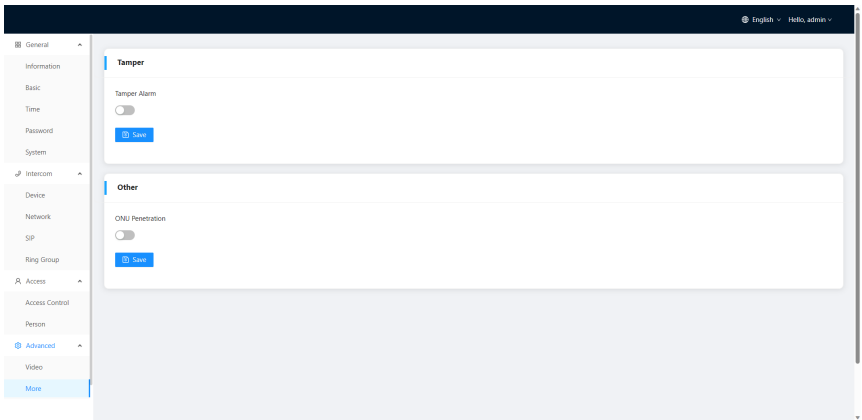 English
Hello, admin
General
Information
Basic
Time
Password
System
Intercom
Device
Network
SIP
Ring Group
Access
Access Control
Person
Advanced
Video
More
Tamper
Tamper Alarm
Save
Other
ONU Penetration
Save